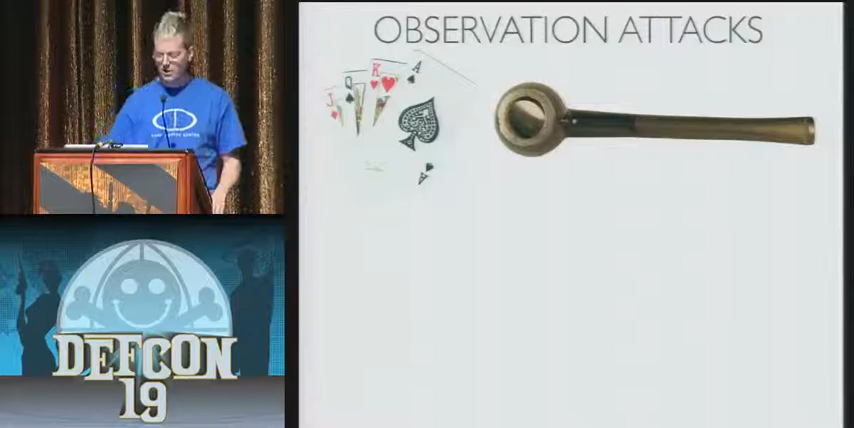 OBSERVATION ATTACKS
J
Q
K
A
A
DEFCON
19